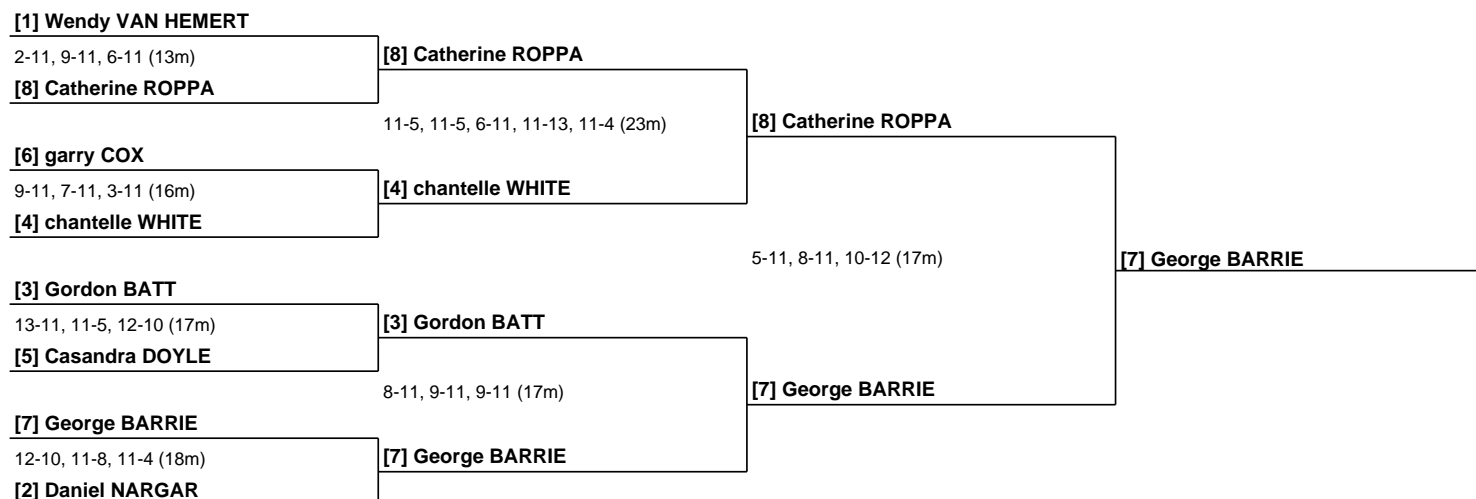 [1] Wendy VAN HEMERT
2-11, 9-11, 6-11 (13m)
[8] Catherine ROPPA
[8] Catherine ROPPA
11-5, 11-5, 6-11, 11-13, 11-4 (23m)
[8] Catherine ROPPA
[6] garry COX
9-11, 7-11, 3-11 (16m)
[4] chantelle WHITE
[4] chantelle WHITE
5-11, 8-11, 10-12 (17m)
[7] George BARRIE
[3] Gordon BATT
13-11, 11-5, 12-10 (17m)
[3] Gordon BATT
[5] Casandra DOYLE
8-11, 9-11, 9-11 (17m)
[7] George BARRIE
[7] George BARRIE
12-10, 11-8, 11-4 (18m)
[7] George BARRIE
[2] Daniel NARGAR